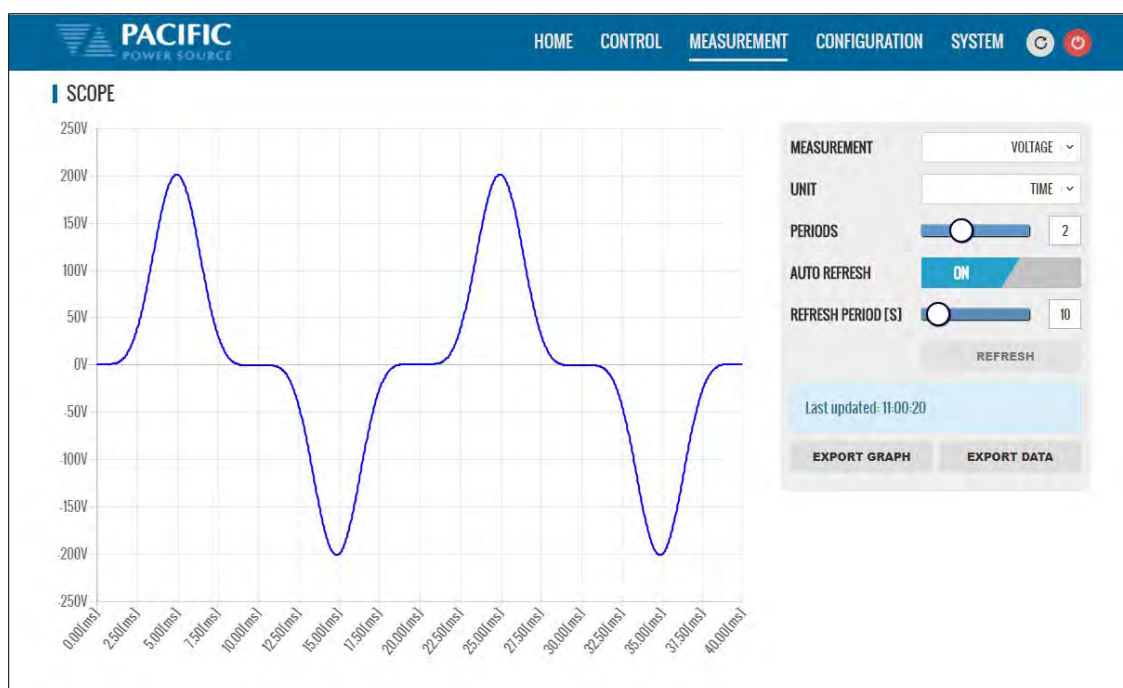 PACIFIC
POWER SOURCE
HOME CONTROL MEASUREMENT CONFIGURATION SYSTEM
SCOPE
250V
200V
150V
100V
50V
0V
-50V
-100V
-150V
-200V
-250V
0.00[ms] 2.50[ms] 5.00[ms] 7.50[ms] 10.00[ms] 12.50[ms] 15.00[ms] 17.50[ms] 20.00[ms] 22.50[ms] 25.00[ms] 27.50[ms] 30.00[ms] 32.50[ms] 35.00[ms] 37.50[ms] 40.00[ms]
MEASUREMENT VOLTAGE
UNIT TIME
PERIODS 2
AUTO REFRESH ON
REFRESH PERIOD [S] 10
REFRESH
Last updated: 11:00:20
EXPORT GRAPH EXPORT DATA